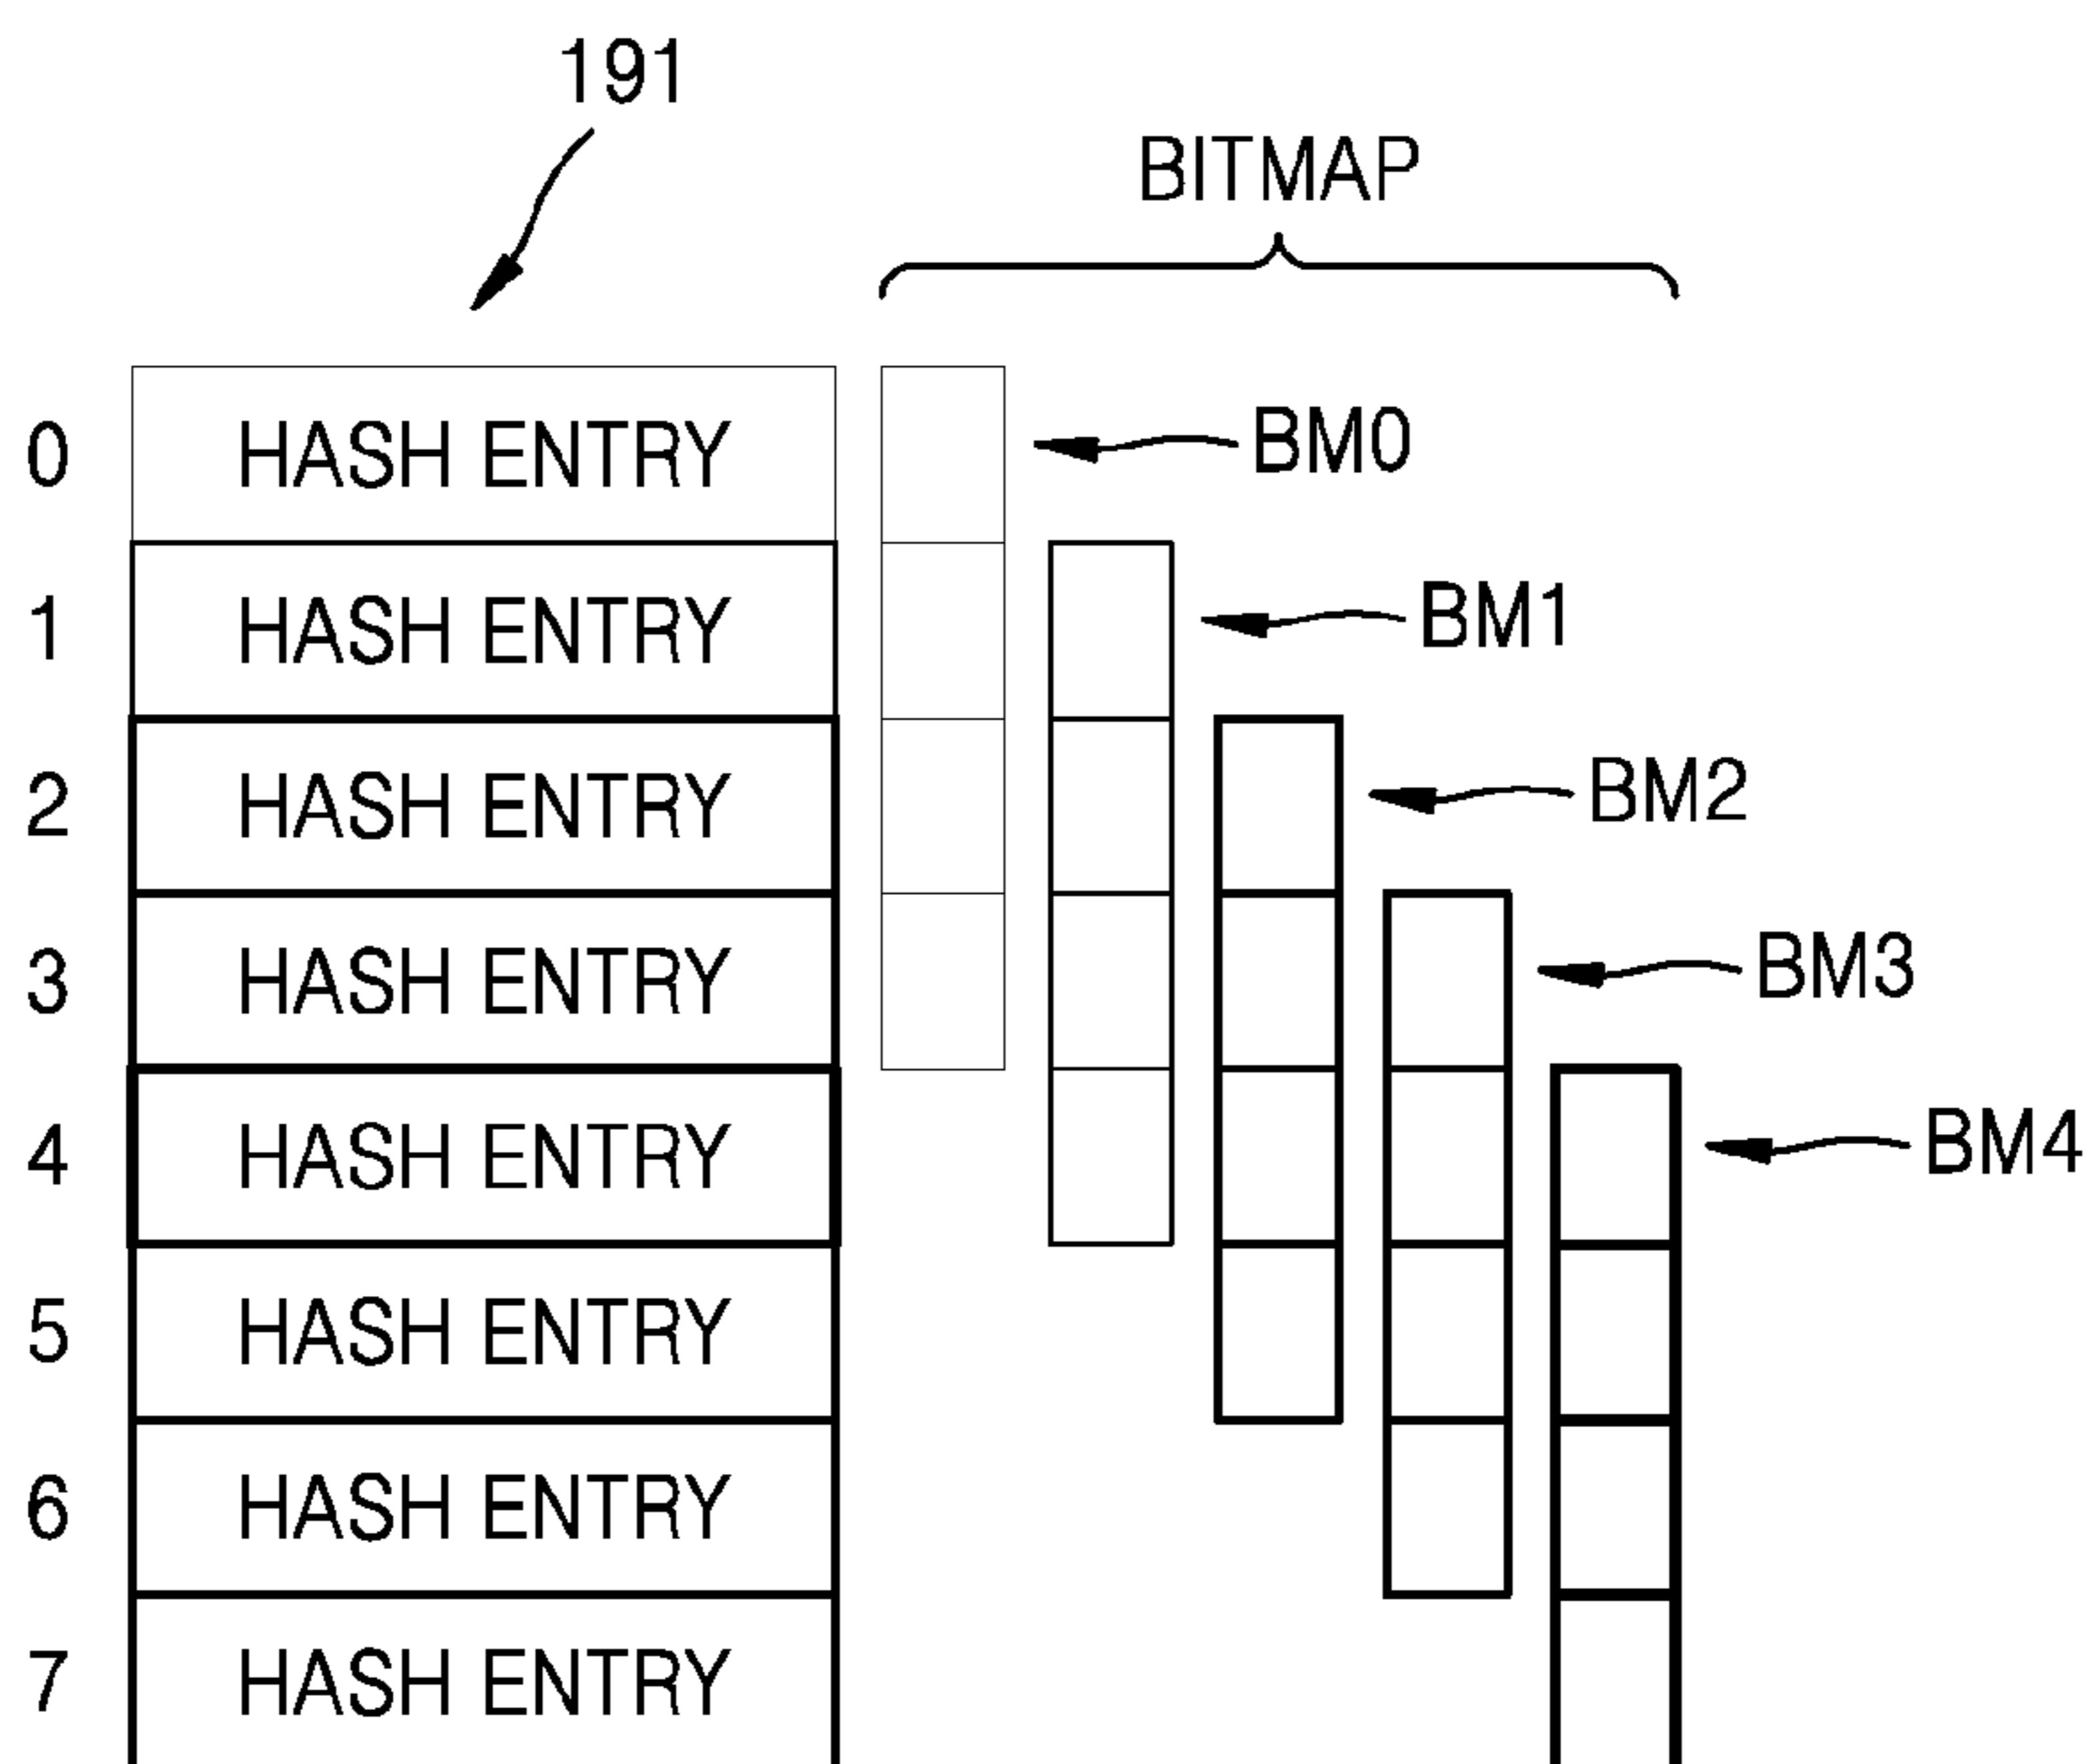 191
BITMAP
0 HASH ENTRY BM0
1 HASH ENTRY BM1
2 HASH ENTRY BM2
3 HASH ENTRY BM3
4 HASH ENTRY BM4
5 HASH ENTRY
6 HASH ENTRY
7 HASH ENTRY